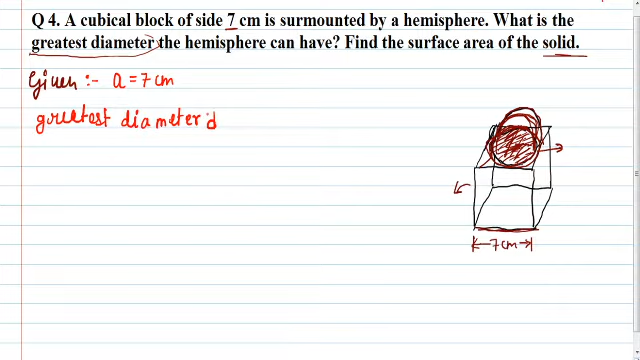 Q 4. A cubical block of side 7 cm is surmounted by a hemisphere. What is the
greatest diameter the hemisphere can have? Find the surface area of the solid.
Given :- a = 7 cm
greatest diameter d
7 cm